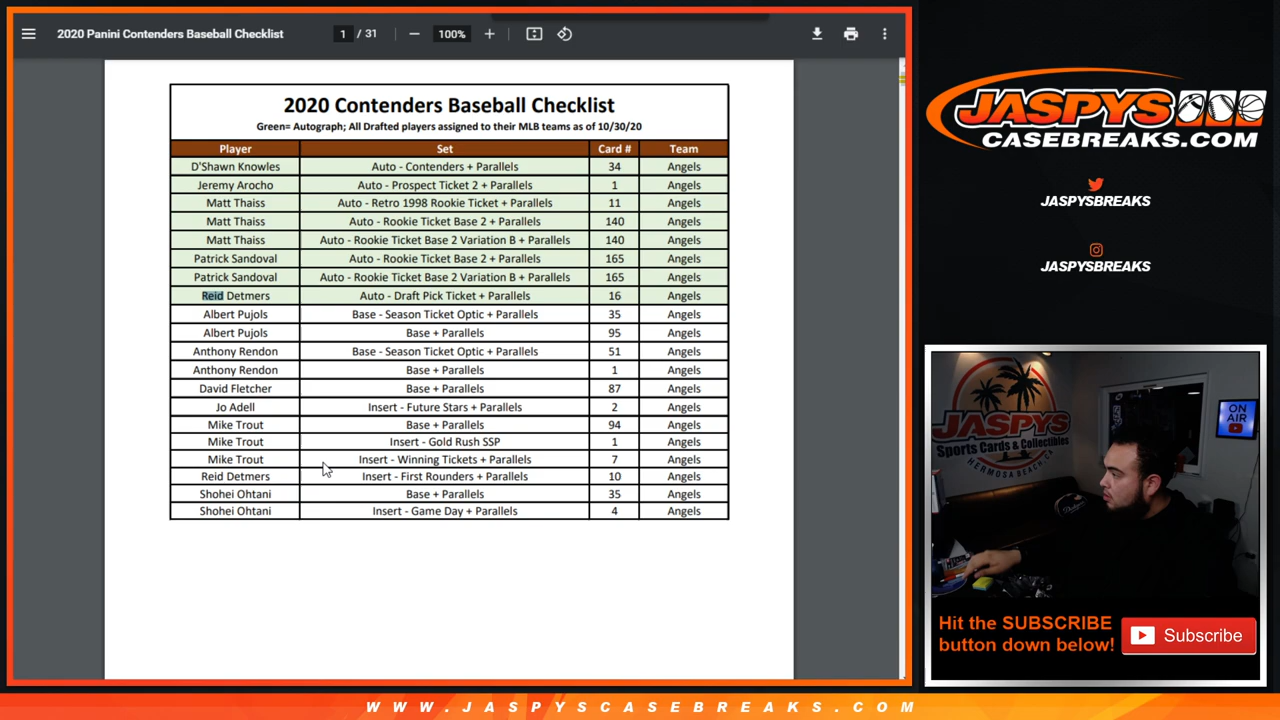 2020 Panini Contenders Baseball Checklist 1 / 31 100%
2020 Contenders Baseball Checklist
Green= Autograph; All Drafted players assigned to their MLB teams as of 10/30/20
Player Set Card # Team
D'Shawn Knowles Auto - Contenders + Parallels 34 Angels
Jeremy Arocho Auto - Prospect Ticket 2 + Parallels 1 Angels
Matt Thaiss Auto - Retro 1998 Rookie Ticket + Parallels 11 Angels
Matt Thaiss Auto - Rookie Ticket Base 2 + Parallels 140 Angels
Matt Thaiss Auto - Rookie Ticket Base 2 Variation B + Parallels 140 Angels
Patrick Sandoval Auto - Rookie Ticket Base 2 + Parallels 165 Angels
Patrick Sandoval Auto - Rookie Ticket Base 2 Variation B + Parallels 165 Angels
Reid Detmers Auto - Draft Pick Ticket + Parallels 16 Angels
Albert Pujols Base - Season Ticket Optic + Parallels 35 Angels
Albert Pujols Base + Parallels 95 Angels
Anthony Rendon Base - Season Ticket Optic + Parallels 51 Angels
Anthony Rendon Base + Parallels 1 Angels
David Fletcher Base + Parallels 87 Angels
Jo Adell Insert - Future Stars + Parallels 2 Angels
Mike Trout Base + Parallels 94 Angels
Mike Trout Insert - Gold Rush SSP 1 Angels
Mike Trout Insert - Winning Tickets + Parallels 7 Angels
Reid Detmers Insert - First Rounders + Parallels 10 Angels
Shohei Ohtani Base + Parallels 35 Angels
Shohei Ohtani Insert - Game Day + Parallels 4 Angels
JASPYS
CASEBREAKS.COM
JASPYSBREAKS
JASPYSBREAKS
JASPYS
Sports Cards & Collectibles
HERMOSA BEACH, CA
ON
AIR
Hit the SUBSCRIBE
button down below!
Subscribe
WWW.JASPYSCASEBREAKS.COM